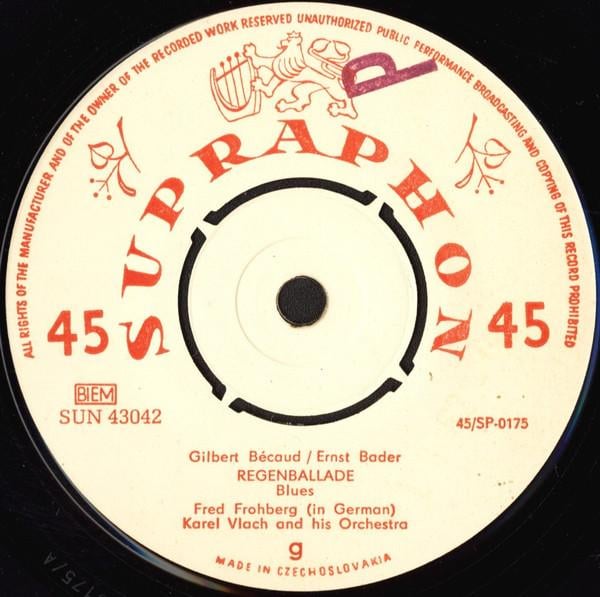 ALL RIGHTS OF THE MANUFACTURER AND OF THE OWNER OF THE RECORDED WORK RESERVED UNAUTHORIZED PUBLIC PERFORMANCE BROADCASTING AND COPYING OF THIS RECORD PROHIBITED
P
SUPRAPHON
45 45
BIEM
SUN 43042
45/SP-0175
Gilbert Bécaud / Ernst Bader
REGENBALLADE
Blues
Fred Frohberg (in German)
Karel Vlach and his Orchestra
g
MADE IN CZECHOSLOVAKIA